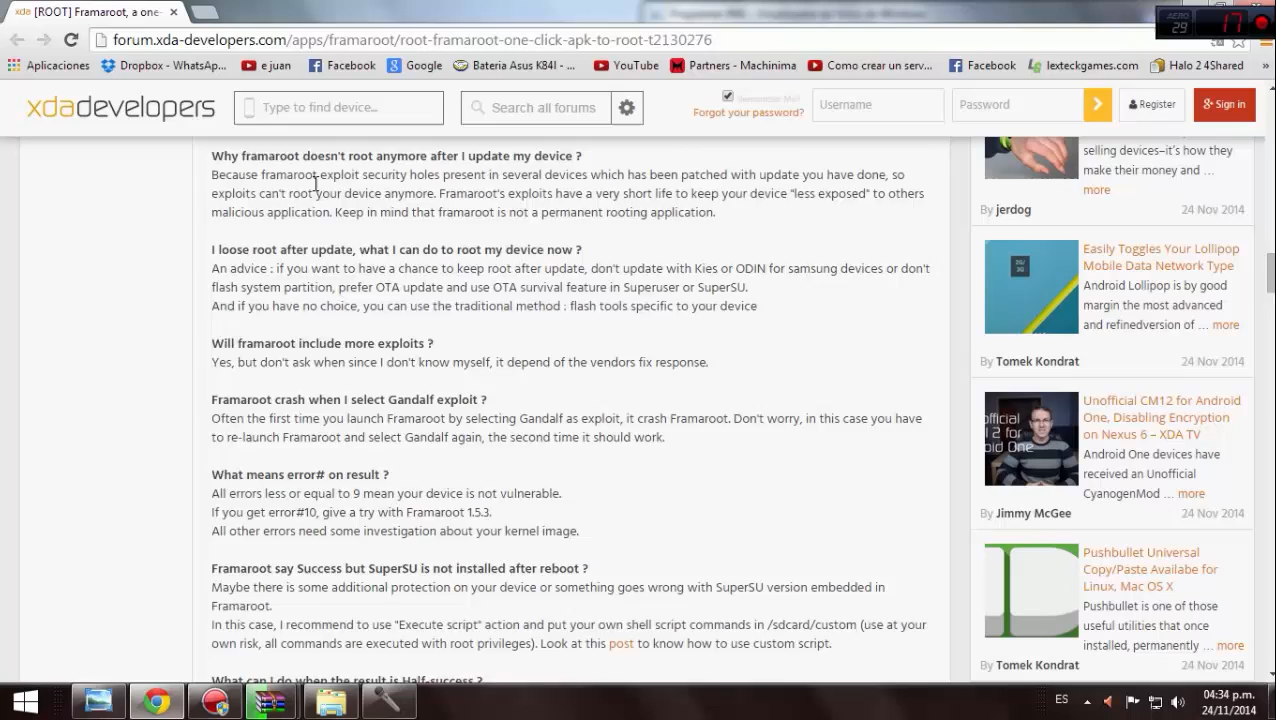 xda [ROOT] Framaroot, a one-
AERO 29 17
forum.xda-developers.com/apps/framaroot/root-framaroot-one-click-apk-to-root-t2130276
Aplicaciones Dropbox - WhatsAp... eruan Facebook Google YouTube Partners - Machinima Como crear un serv... Facebook lexteckgames.com Halo 2 4Shared »
xdadevelopers Type to find device... Search all forums Forgot your password? Username Password Register Sign in
Why framaroot doesn't root anymore after I update my device ?
Because framaroot exploit security holes present on several devices which has been patched with update you have done, so
exploits can't root your device anymore. Framaroot exploits have a very short life to keep your device "less exposed" to others
malicious application. Keep in mind that framaroot is not a permanent rooting application.
I loose root after update, what I can do to root my device now ?
An advice : if you want to have a chance to keep root after update, don't update with Kies or ODIN for samsung devices or don't
flash system partition, prefer OTA update and use OTA survival feature in Superuser or SuperSU.
And if you have no choice, you can use the traditional method : flash tools specific to your device
Will framaroot include more exploits ?
Yes, but don't ask when since I don't know myself, it depend of the vendors fix response.
Framaroot crash when I select Gandalf exploit ?
Often the first time you launch Framaroot by selecting Gandalf as exploit, it crash Framaroot. Don't worry, in this case you have
to re-launch Framaroot and select Gandalf again, the second time it should work.
What means error# on result ?
All errors less or equal to 9 mean your device is not vulnerable.
If you get error#10, give a try with Framaroot 1.5.3.
All other errors need some investigation about your kernel image.
Framaroot say Success but SuperSU is not installed after reboot ?
Maybe there is some additional protection on your device or something goes wrong with SuperSU version embedded in
Framaroot.
In this case, I recommend to use "Execute script" action and put your own shell script commands in /sdcard/custom (use at your
own risk, all commands are executed with root privileges). Look at this post to know how to use custom script.
What can I do when the result is Half-success ?
selling devices–it's how they
make their money and ...
more
By jerdog 24 Nov 2014
Easily Toggles Your Lollipop
Mobile Data Network Type
Android Lollipop is by good
margin the most advanced
and refinedversion of ... more
By Tomek Kondrat 24 Nov 2014
Unofficial CM12 for Android
One, Disabling Encryption
on Nexus 6 – XDA TV
Android One devices have
received an Unofficial
CyanogenMod ... more
By Jimmy McGee 24 Nov 2014
Pushbullet Universal
Copy/Paste Availabe for
Linux, Mac OS X
Pushbullet is one of those
useful utilities that once
installed, permanently ... more
By Tomek Kondrat 24 Nov 2014
ES 04:34 p.m.
24/11/2014